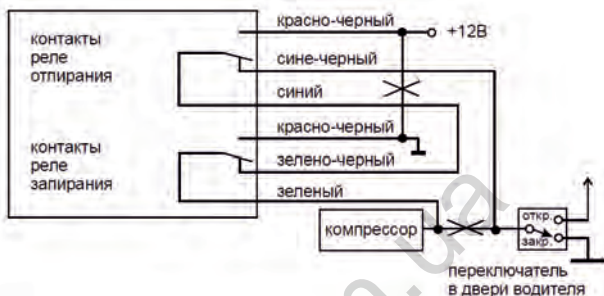 красно-черный
+12В
контакты
реле
отпирания
сине-черный
синий
красно-черный
контакты
реле
запирания
зелено-черный
зеленый
компрессор
откр.
закр.
переключатель
в двери водителя